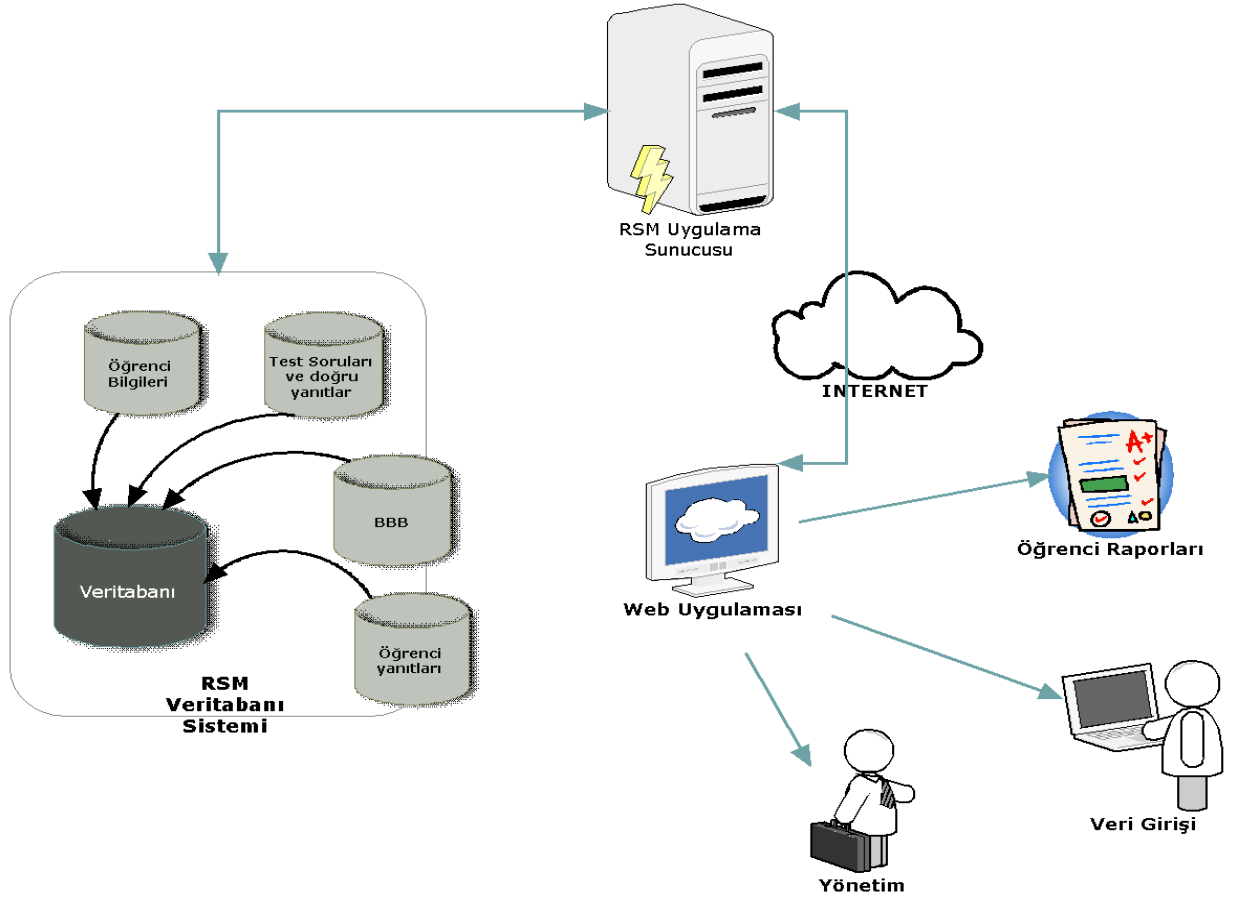 RSM Uygulama
Sunucusu
INTERNET
Öğrenci
Bilgileri
Test Soruları
ve doğru
yanıtlar
BBB
Veritabanı
Öğrenci
yanıtları
RSM
Veritabanı
Sistemi
Web Uygulaması
A+
Öğrenci Raporları
Veri Girişi
Yönetim